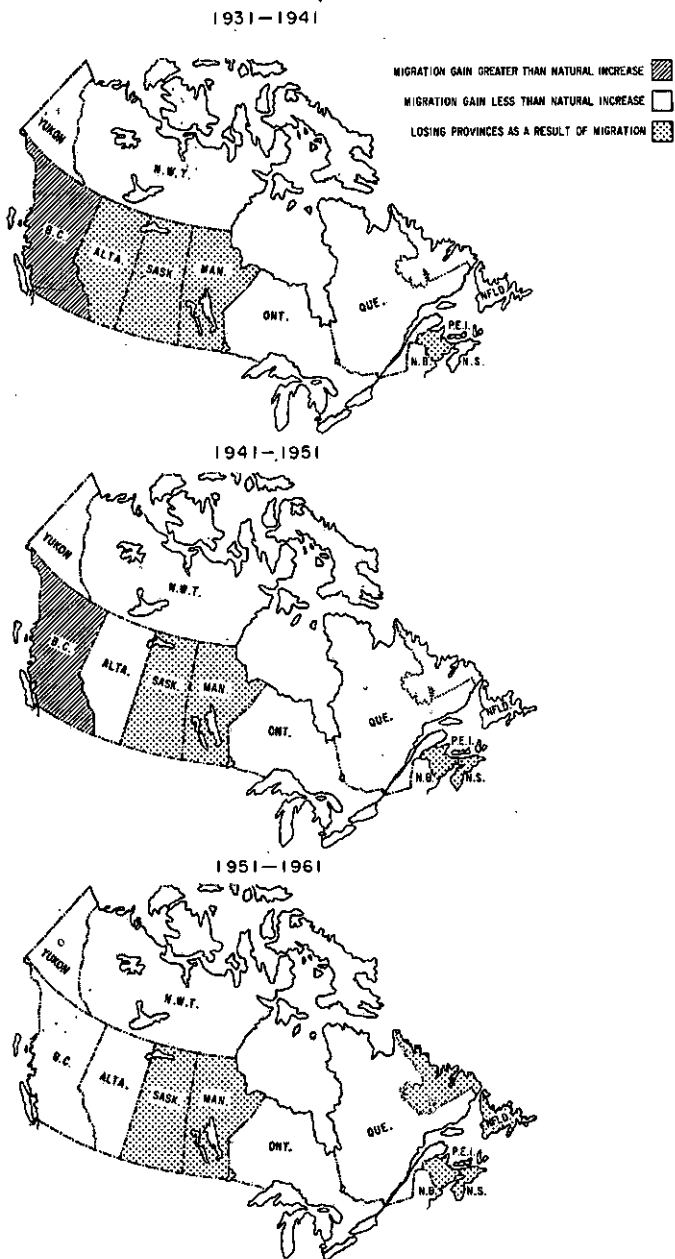 1931–1941
MIGRATION GAIN GREATER THAN NATURAL INCREASE
MIGRATION GAIN LESS THAN NATURAL INCREASE
LOSING PROVINCES AS A RESULT OF MIGRATION
YUKON
N.W.T.
B.C.
ALTA.
SASK.
MAN.
ONT.
QUE.
NFLD.
P.E.I.
N.B.
N.S.
1941–1951
YUKON
N.W.T.
B.C.
ALTA.
SASK.
MAN.
ONT.
QUE.
NFLD.
P.E.I.
N.B.
N.S.
1951–1961
YUKON
N.W.T.
B.C.
ALTA.
SASK.
MAN.
ONT.
QUE.
NFLD.
P.E.I.
N.B.
N.S.